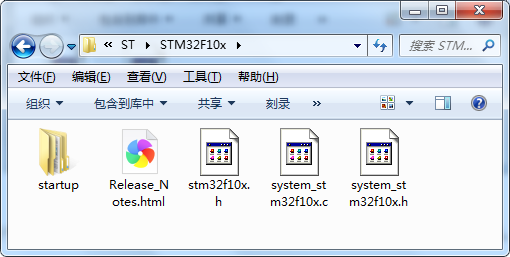 « ST ▸ STM32F10x ▸
搜索 STM...
文件(F) 编辑(E) 查看(V) 工具(T) 帮助(H)
组织 包含到库中 共享 刻录 »
startup
Release_N
otes.html
stm32f10x.
h
system_st
m32f10x.c
system_st
m32f10x.h